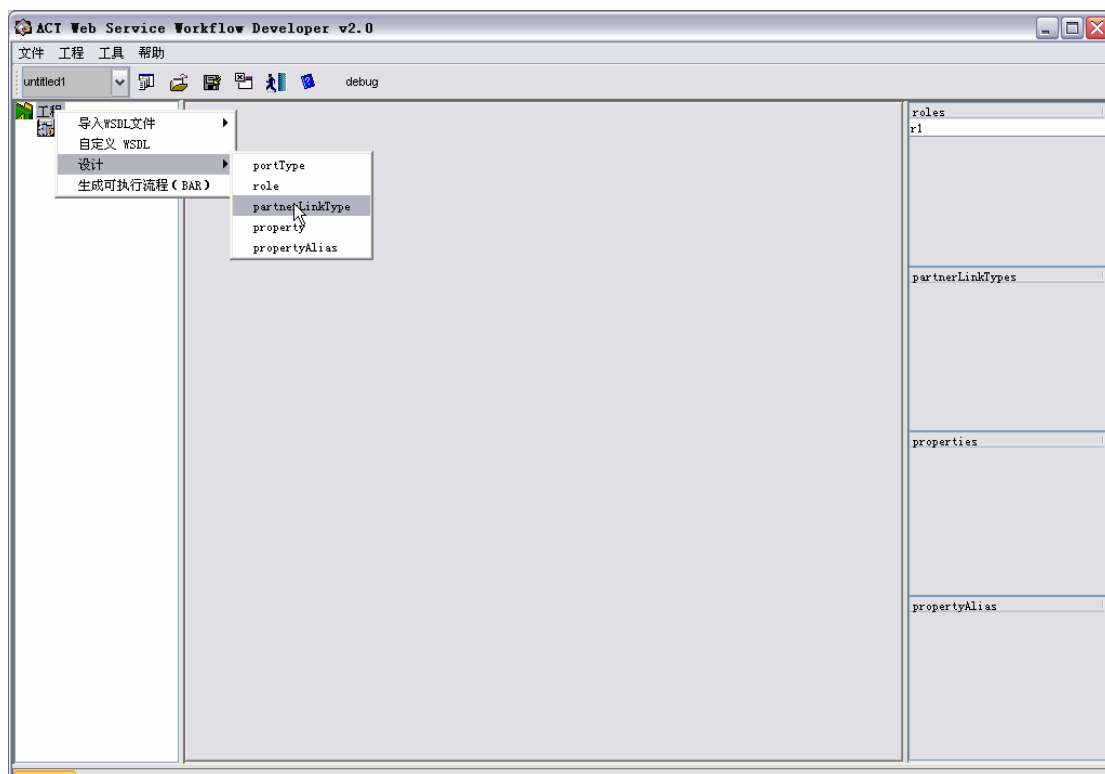 ACT Web Service Workflow Developer v2.0
文件 工程 工具 帮助
untitled1 debug
工程
导入WSDL文件
自定义 WSDL
设计
生成可执行流程(BAR)
portType
role
partnerLinkType
property
propertyAlias
roles
r1
partnerLinkTypes
properties
propertyAlias